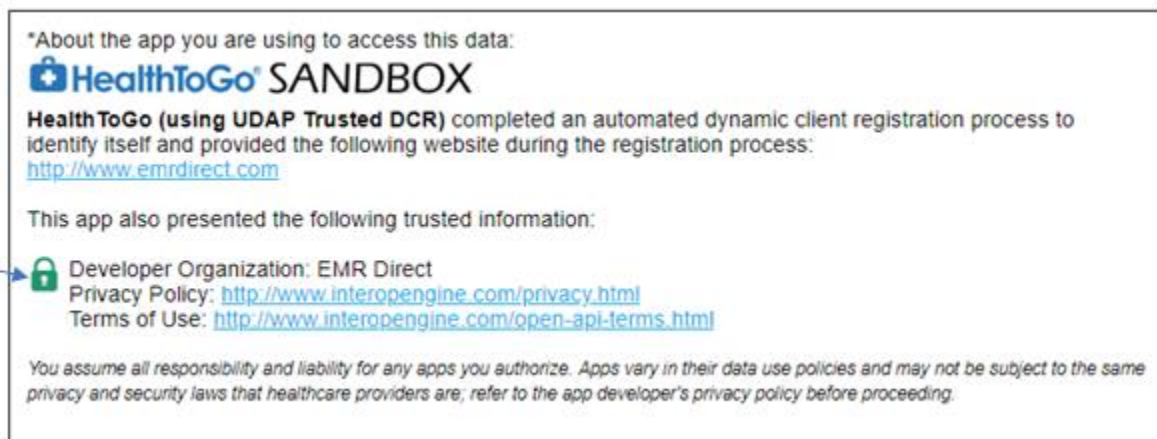 *About the app you are using to access this data:
HealthToGo® SANDBOX
HealthToGo (using UDAP Trusted DCR) completed an automated dynamic client registration process to
identify itself and provided the following website during the registration process:
http://www.emrdirect.com
This app also presented the following trusted information:
Developer Organization: EMR Direct
Privacy Policy: http://www.interopengine.com/privacy.html
Terms of Use: http://www.interopengine.com/open-api-terms.html
You assume all responsibility and liability for any apps you authorize. Apps vary in their data use policies and may not be subject to the same
privacy and security laws that healthcare providers are; refer to the app developer's privacy policy before proceeding.